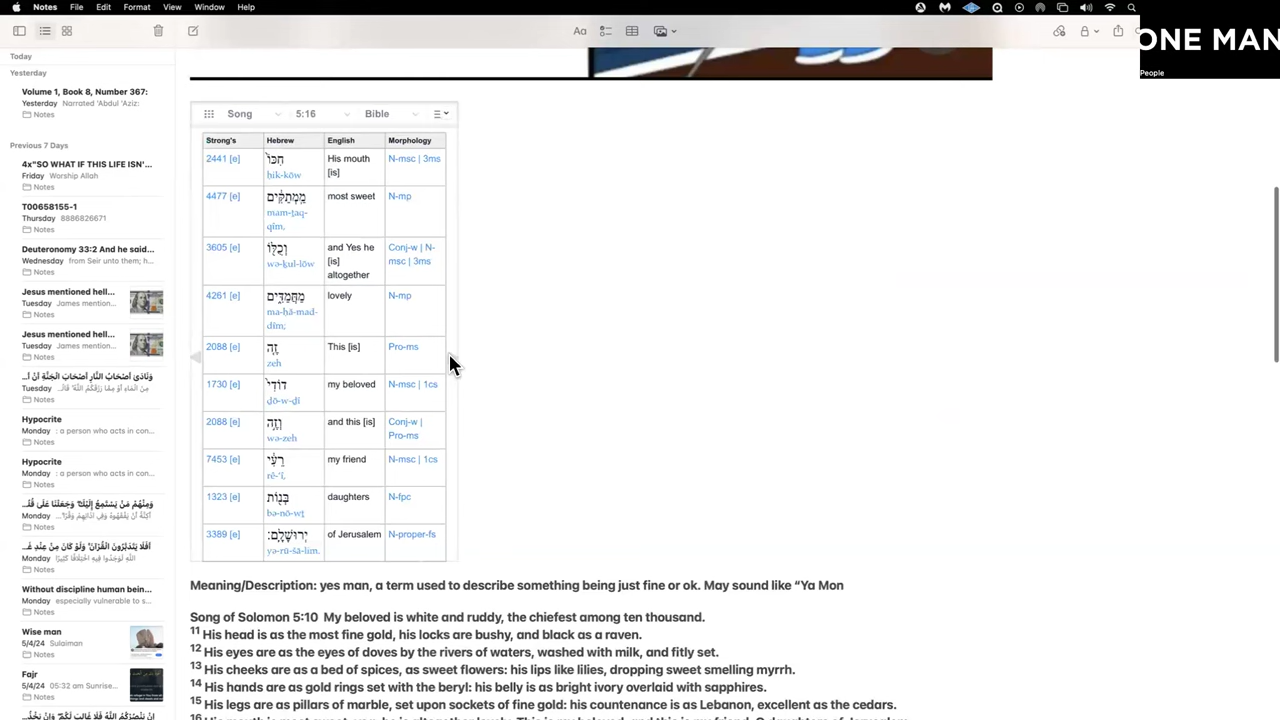 Notes File Edit Format View Window Help
ONE MAN
People
Today
Yesterday
Volume 1, Book 8, Number 367:
Yesterday Narrated 'Abdul 'Aziz:
Notes
Previous 7 Days
4x"SO WHAT IF THIS LIFE ISN'...
Friday Worship Allah
Notes
T00658155-1
Thursday 8886826671
Notes
Deuteronomy 33:2 And he said...
Wednesday from Seir unto them; h...
Notes
Jesus mentioned hell...
Tuesday James mention...
Notes
Jesus mentioned hell...
Tuesday James mention...
Notes
Tuesday
Notes
Hypocrite
Monday : a person who acts in con...
Notes
Hypocrite
Monday : a person who acts in con...
Notes
Monday
Notes
Monday
Notes
Without discipline human bein...
Monday especially vulnerable to s...
Notes
Wise man
5/4/24 Sulaiman
Notes
Fajr
5/4/24 05:32 am Sunrise...
Notes
Song 5:16 Bible
Strong's Hebrew English Morphology
2441 [e] חִכּוֹ֙ His mouth N-msc | 3ms
ḥik-kōw [is]
4477 [e] מַֽמְתַקִּ֔ים most sweet N-mp
mam-ṯaq-
qîm,
3605 [e] וְכֻלּ֖וֹ and Yes he Conj-w | N-
wə-ḵul-lōw [is] msc | 3ms
altogether
4261 [e] מַחֲמַדִּ֑ים lovely N-mp
ma-ḥă-mad-
dîm;
2088 [e] זֶ֤ה This [is] Pro-ms
zeh
1730 [e] דוֹדִי֙ my beloved N-msc | 1cs
ḏō-w-ḏî
2088 [e] וְזֶ֣ה and this [is] Conj-w |
wə-zeh Pro-ms
7453 [e] רֵעִ֔י my friend N-msc | 1cs
rê-‘î,
1323 [e] בְּנ֖וֹת daughters N-fpc
bə-nō-wṯ
3389 [e] יְרוּשָׁלִָֽם׃ of Jerusalem N-proper-fs
yə-rū-šā-lim.
Meaning/Description: yes man, a term used to describe something being just fine or ok. May sound like “Ya Mon
Song of Solomon 5:10 My beloved is white and ruddy, the chiefest among ten thousand.
11 His head is as the most fine gold, his locks are bushy, and black as a raven.
12 His eyes are as the eyes of doves by the rivers of waters, washed with milk, and fitly set.
13 His cheeks are as a bed of spices, as sweet flowers: his lips like lilies, dropping sweet smelling myrrh.
14 His hands are as gold rings set with the beryl: his belly is as bright ivory overlaid with sapphires.
15 His legs are as pillars of marble, set upon sockets of fine gold: his countenance is as Lebanon, excellent as the cedars.